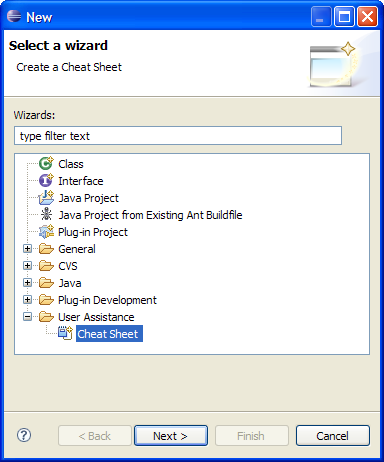 New
Select a wizard
Create a Cheat Sheet
Wizards:
type filter text
Class
Interface
Java Project
Java Project from Existing Ant Buildfile
Plug-in Project
General
CVS
Java
Plug-in Development
User Assistance
Cheat Sheet
? < Back Next > Finish Cancel